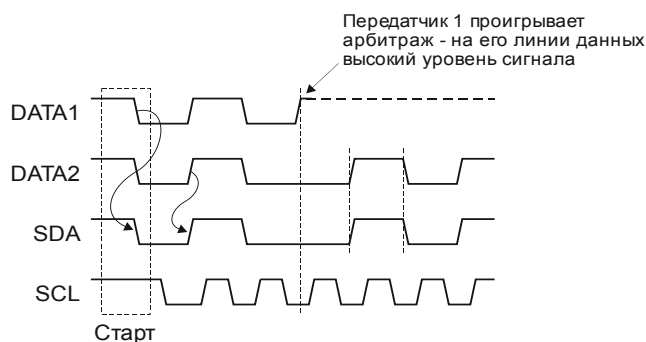 Передатчик 1 проигрывает
арбитраж - на его линии данных
высокий уровень сигнала
DATA1
DATA2
SDA
SCL
Старт